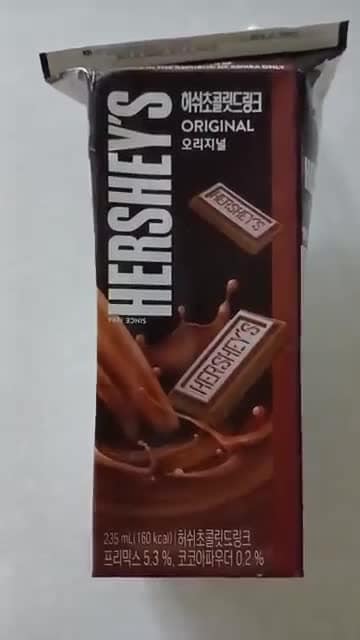 HERSHEY'S
허쉬초콜릿드링크
ORIGINAL
오리지널
HERSHEY'S
HERSHEY'S
235 mL(160 kcal) 허쉬초콜릿드링크
프리믹스 5.3 %, 코코아파우더 0.2 %